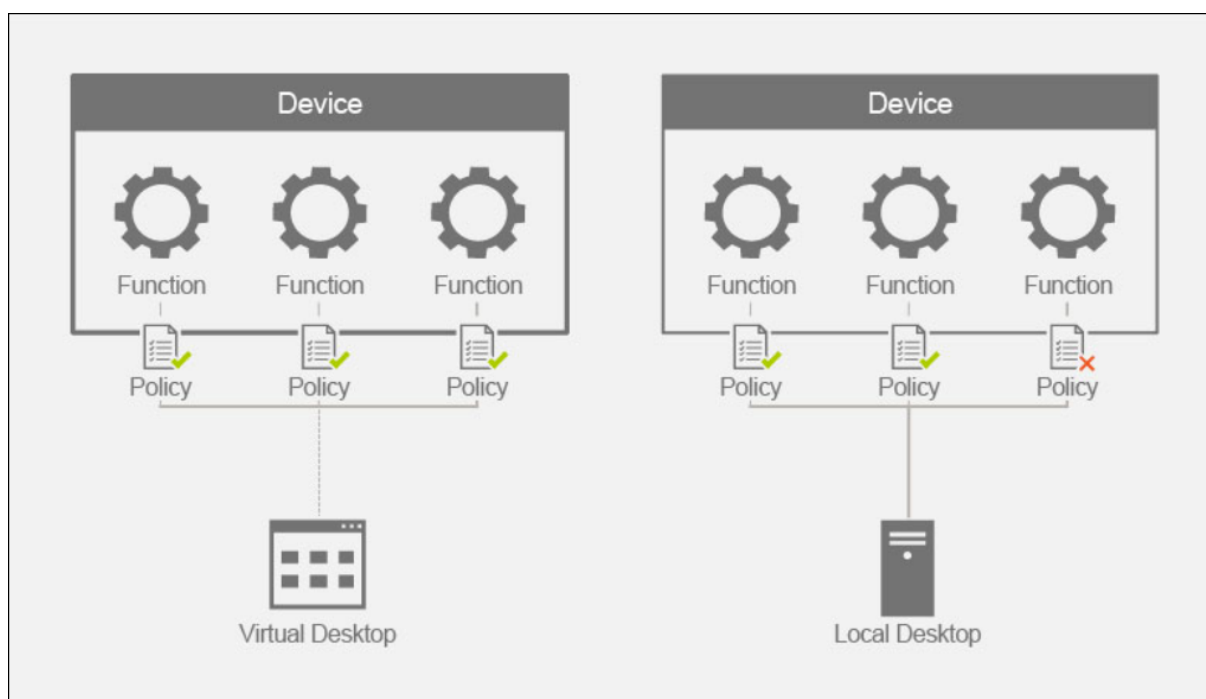 Device
Function Function Function
Policy Policy Policy
Virtual Desktop
Device
Function Function Function
Policy Policy Policy
Local Desktop